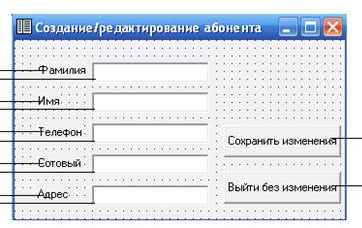 Создание/редактирование абонента
Фамилия
Имя
Телефон
Сотовый
Адрес
Сохранить изменения
Выйти без изменения